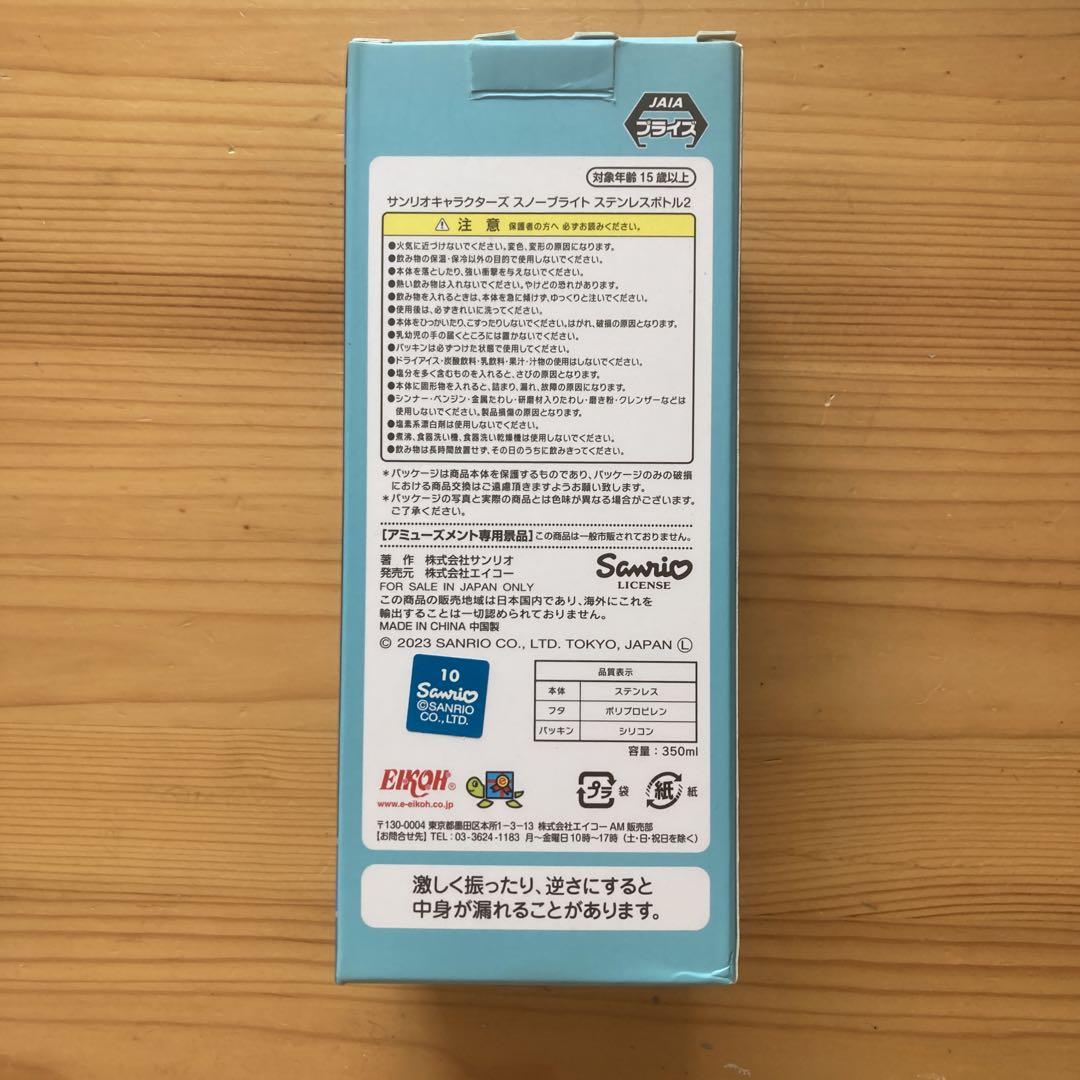 JAIA
プライズ
対象年齢15歳以上
サンリオキャラクターズ スノーブライト ステンレスボトル2
注意 保護者の方へ 必ずお読みください。
●火気に近づけないでください。変色、変形の原因になります。
●飲み物の保温・保冷以外の目的で使用しないでください。
●本体を落としたり、強い衝撃を与えないでください。
●熱い飲み物は入れないでください。やけどの恐れがあります。
●飲み物を入れるときは、本体を急に傾けず、ゆっくりと注いでください。
●使用後は、必ずきれいに洗ってください。
●本体をひっかいたり、こすったりしないでください。はがれ、破損の原因となります。
●乳幼児の手の届くところには置かないでください。
●パッキンは必ずつけた状態で使用してください。
●ドライアイス・炭酸飲料・乳飲料・果汁・汁物の使用はしないでください。
●塩分を多く含むものを入れると、さびの原因となります。
●本体に固形物を入れると、詰まり、漏れ、故障の原因になります。
●シンナー・ベンジン・金属たわし・研磨材入りたわし・磨き粉・クレンザーなどは
使用しないでください。製品損傷の原因となります。
●塩素系漂白剤は使用しないでください。
●煮沸、食器洗い機、食器洗い乾燥機は使用しないでください。
●飲み物は長時間放置せず、その日のうちに飲みきってください。
＊パッケージは商品本体を保護するものであり、パッケージのみの破損
における商品交換はご遠慮頂きますようお願い致します。
＊パッケージの写真と実際の商品とは色味が異なる場合がございます。
ご了承ください。
[アミューズメント専用景品] この商品は一般市販されておりません。
著 作 株式会社サンリオ
発売元 株式会社エイコー
Sanrio
LICENSE
FOR SALE IN JAPAN ONLY
この商品の販売地域は日本国内であり、海外にこれを
輸出することは一切認められておりません。
MADE IN CHINA 中国製
© 2023 SANRIO CO., LTD. TOKYO, JAPAN Ⓛ
10
Sanrio
©SANRIO
CO.,LTD.
品質表示
本体 ステンレス
フタ ポリプロピレン
パッキン シリコン
容量：350ml
EIKOH®
www.e-eikoh.co.jp
プラ 袋
紙 紙
〒130-0004 東京都墨田区本所1-3-13 株式会社エイコー AM販売部
【お問合せ先】TEL：03-3624-1183 月～金曜日10時～17時（土・日・祝日を除く）
激しく振ったり、逆さにすると
中身が漏れることがあります。